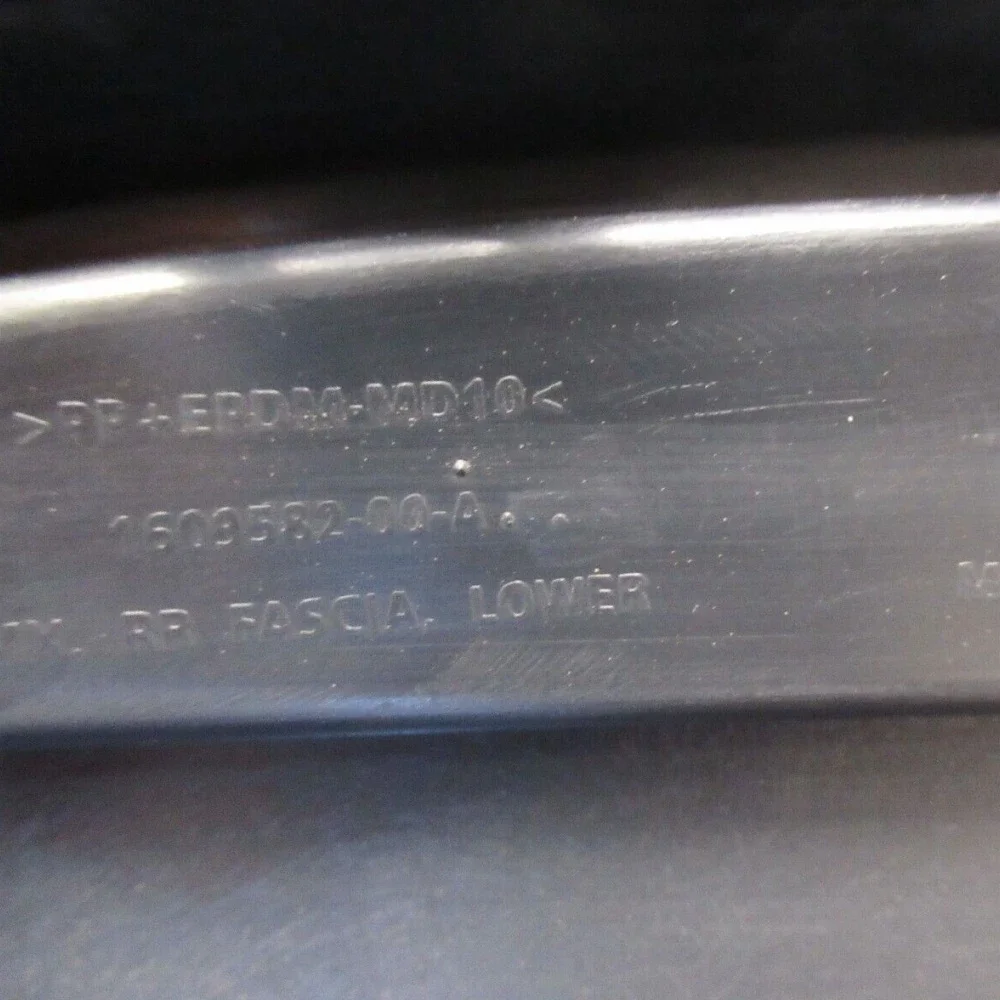 >PP+EPDM-MD10<
1609582-00-A
RR FASCIA, LOWER